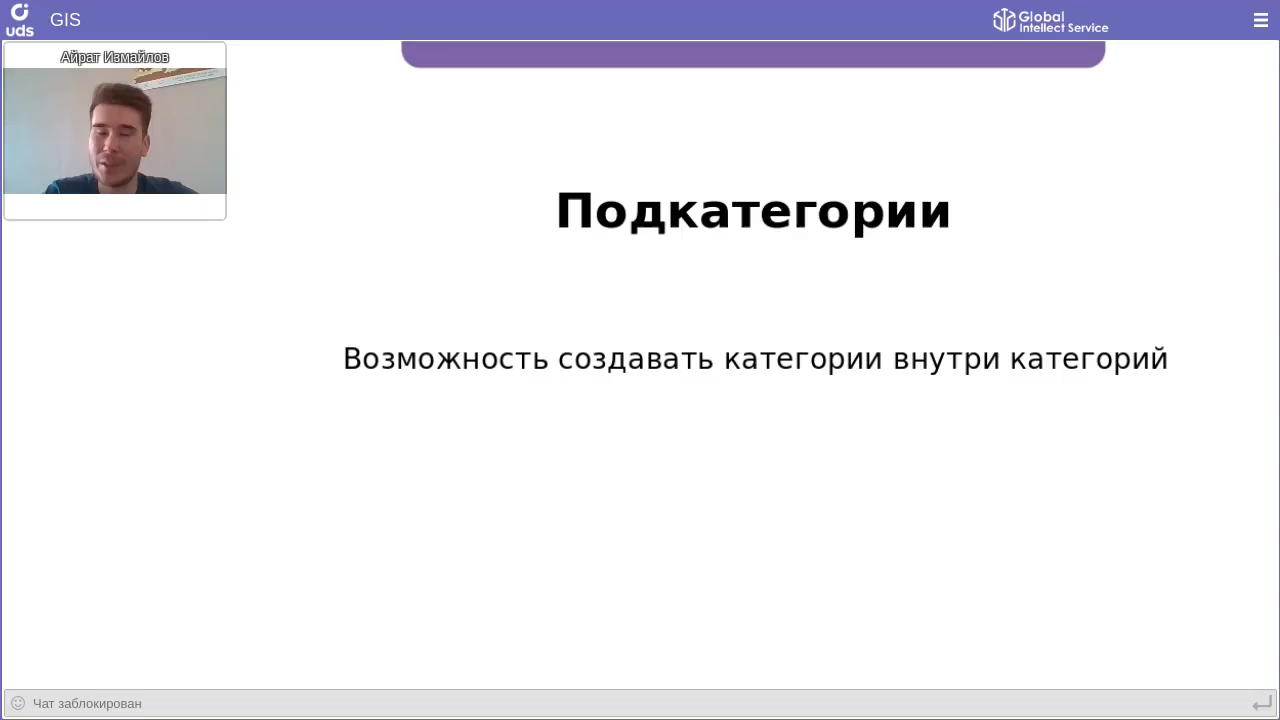 uds
GIS
Global
Intellect Service
Айрат Измайлов
Подкатегории
Возможность создавать категории внутри категорий
Чат заблокирован